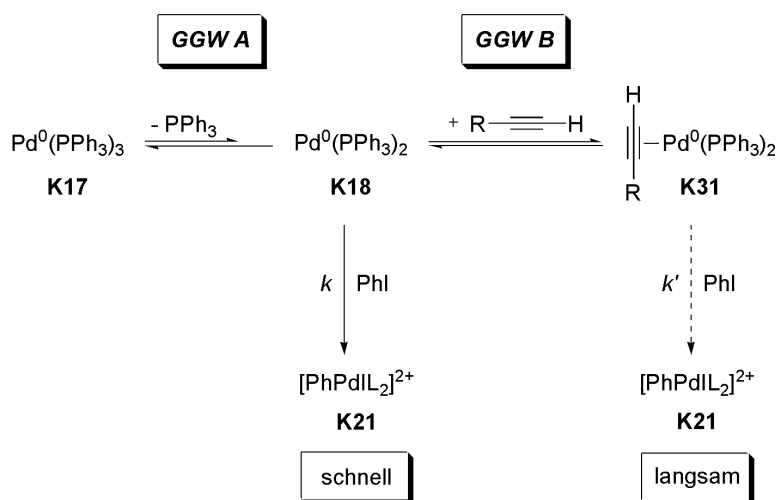 GGW A
GGW B
- PPh₃
+ R H
H
Pd⁰(PPh₃)₃
Pd⁰(PPh₃)₂
Pd⁰(PPh₃)₂
K17
K18
R
K31
k PhI
k' PhI
[PhPdIL₂]²⁺
[PhPdIL₂]²⁺
K21
K21
schnell
langsam